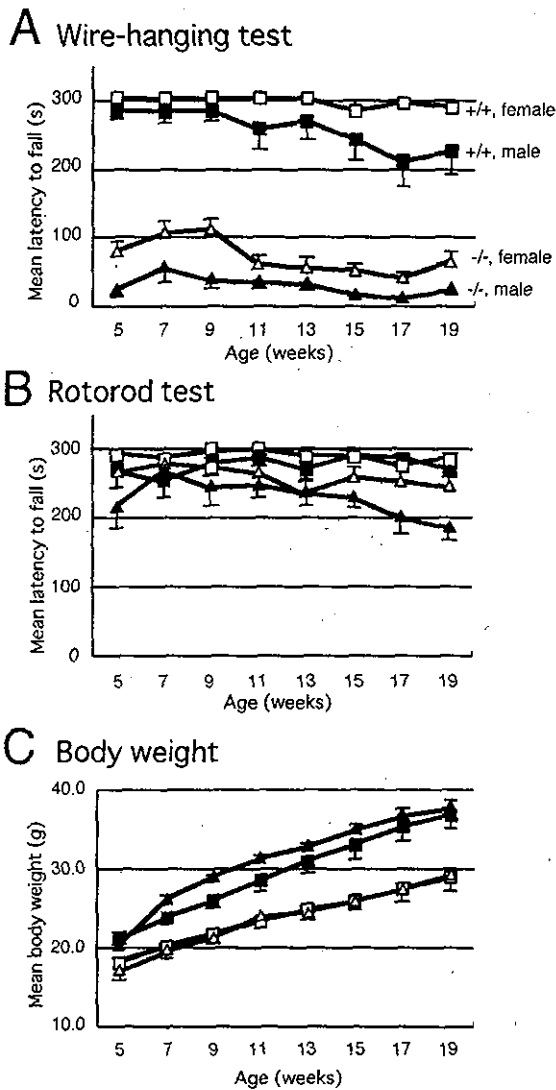 A Wire-hanging test
Mean latency to fall (s)
300
200
100
0
+/+, female
+/+, male
-/-, female
-/-, male
5 7 9 11 13 15 17 19
Age (weeks)
B Rotorod test
Mean latency to fall (s)
300
200
100
0
5 7 9 11 13 15 17 19
Age (weeks)
C Body weight
Mean body weight (g)
40.0
30.0
20.0
10.0
5 7 9 11 13 15 17 19
Age (weeks)